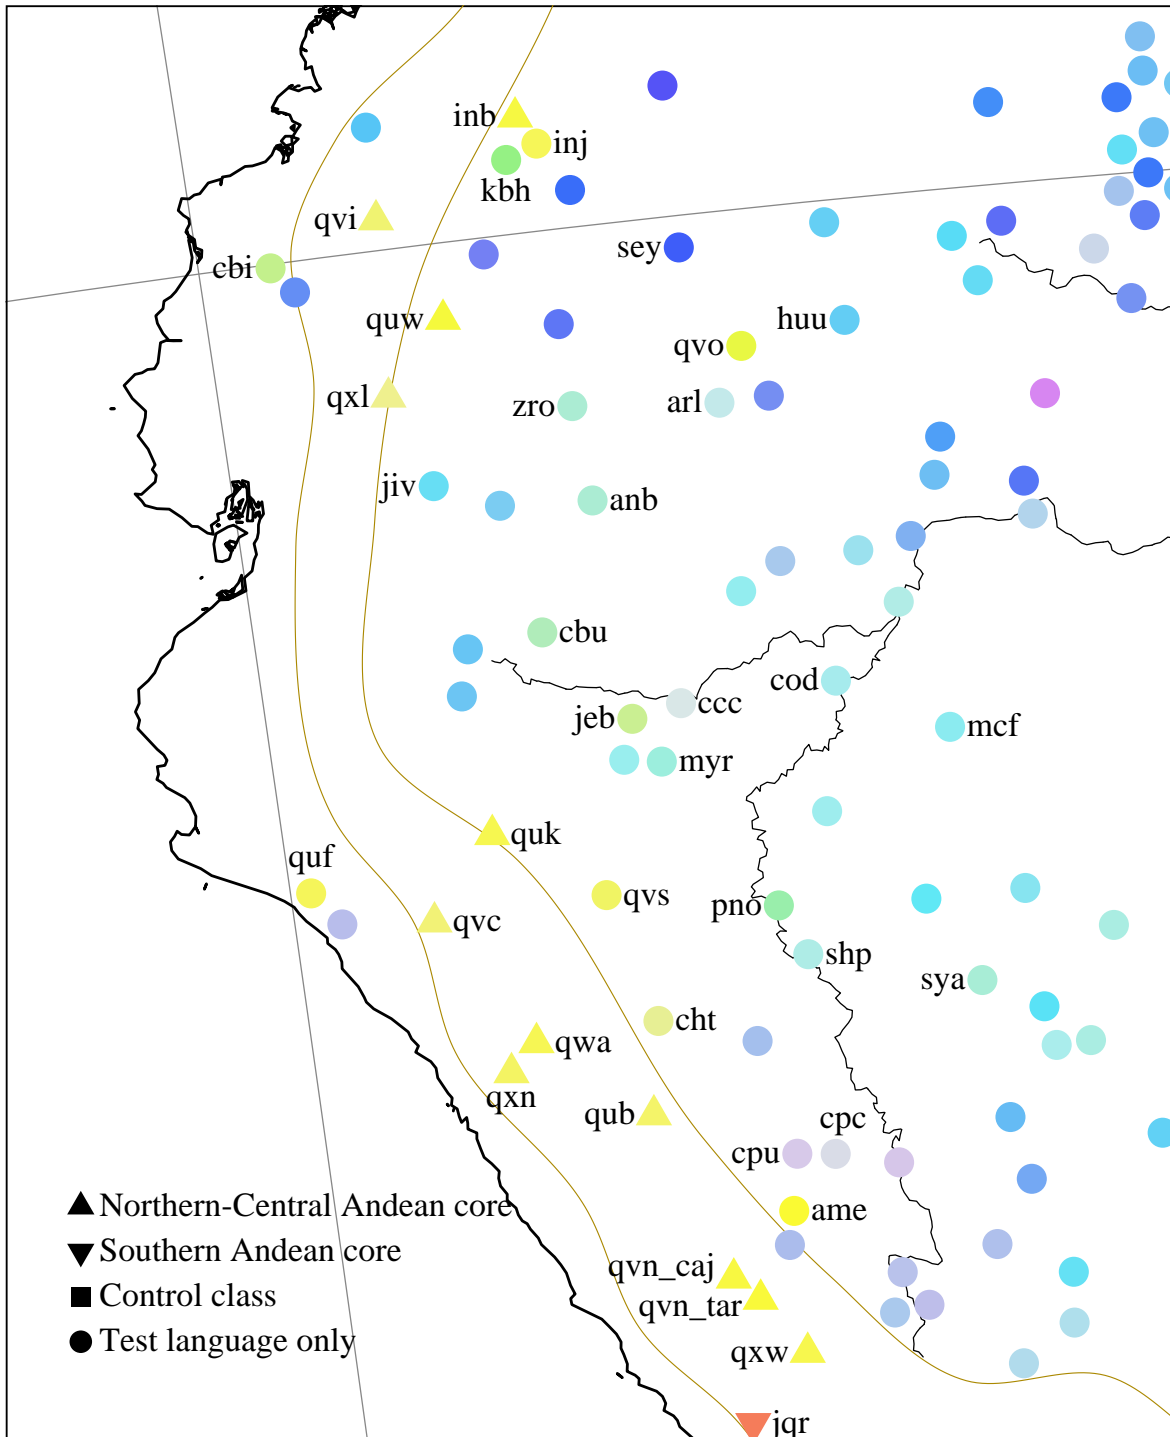 inb
inj
kbh
qvi
sey
cbi
quw
huu
qvo
qxl
zro
arl
jiv
anb
cbu
cod
ccc
jeb
mcf
myr
quk
quf
qvs
pno
qvc
shp
sya
cht
qwa
qxn
qub
cpc
cpu
Northern-Central Andean core
ame
Southern Andean core
qvn_caj
Control class
qvn_tar
Test language only
qxw
jqr